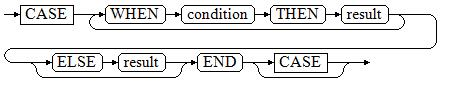 CASE WHEN condition THEN result
ELSE result END CASE